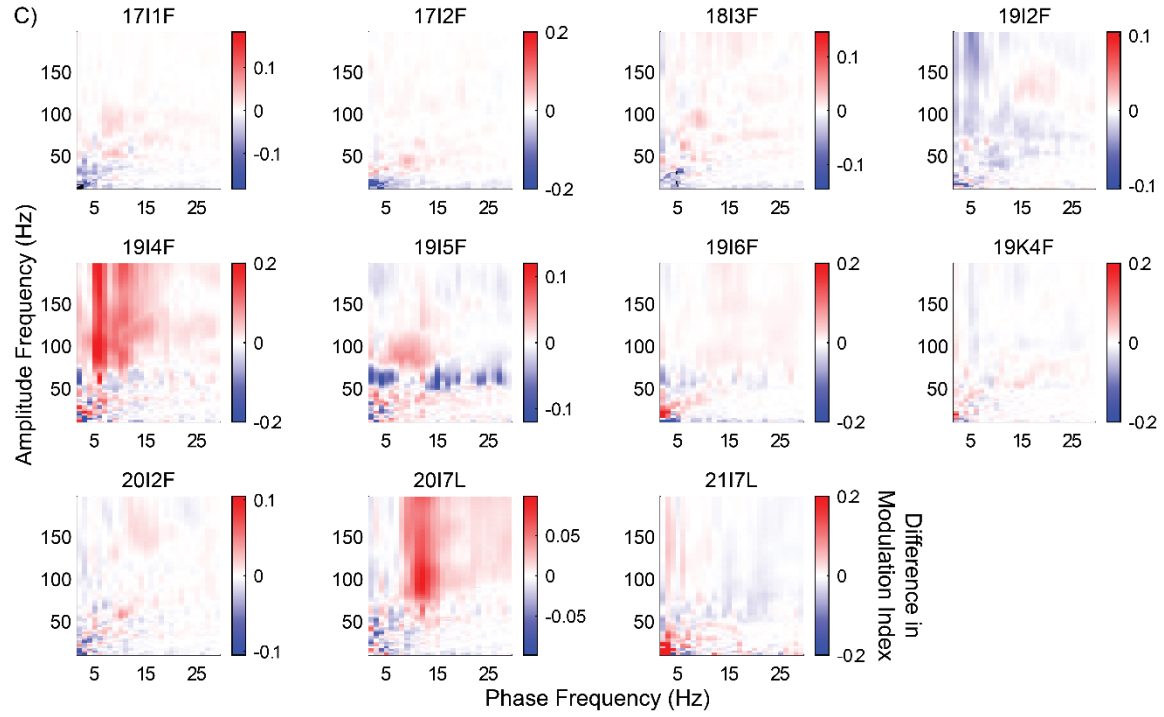 C)
17I1F
17I2F
18I3F
19I2F
150
100
50
5 15 25
0.1
0
-0.1
150
100
50
5 15 25
0.2
0
-0.2
150
100
50
5 15 25
0.1
0
-0.1
150
100
50
5 15 25
0.1
0
-0.1
Amplitude Frequency (Hz)
19I4F
19I5F
19I6F
19K4F
150
100
50
5 15 25
0.2
0
-0.2
150
100
50
5 15 25
0.1
0
-0.1
150
100
50
5 15 25
0.2
0
-0.2
150
100
50
5 15 25
0.2
0
-0.2
20I2F
20I7L
21I7L
150
100
50
5 15 25
0.1
0
-0.1
150
100
50
5 15 25
0.05
0
-0.05
150
100
50
5 15 25
0.2
0
-0.2
Difference in
Modulation Index
Phase Frequency (Hz)